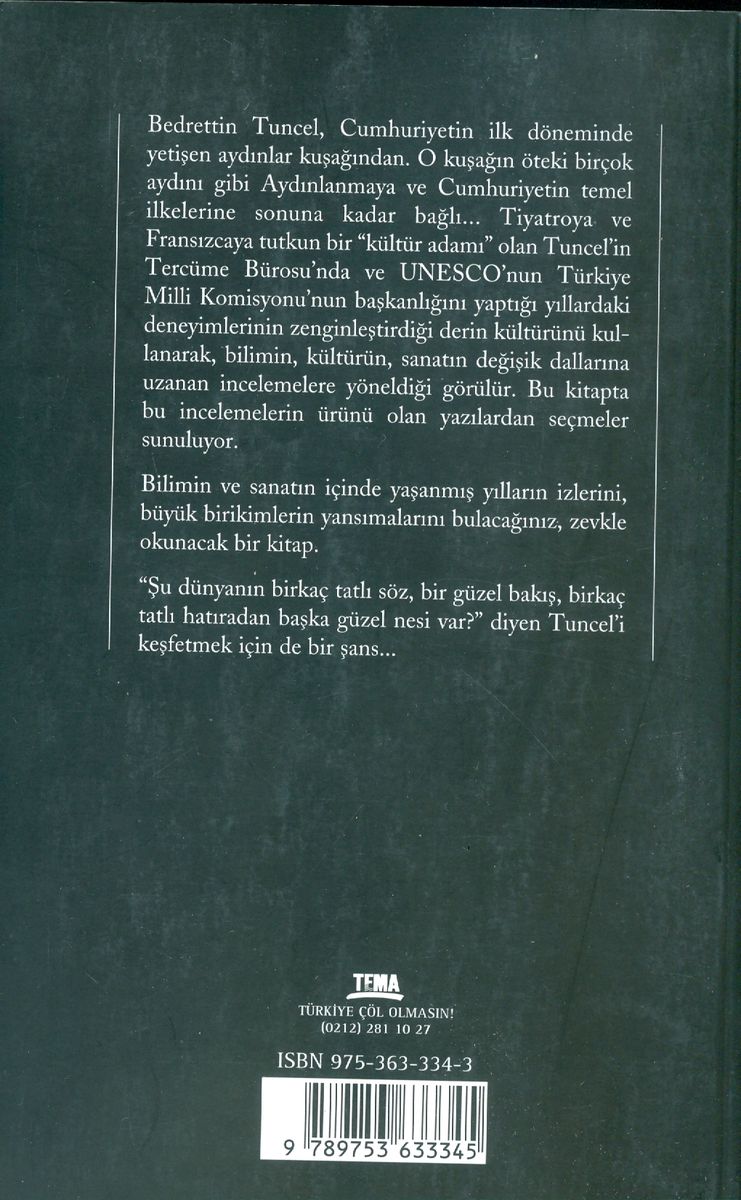 Bedrettin Tuncel, Cumhuriyetin ilk döneminde
yetişen aydınlar kuşağından. O kuşağın öteki birçok
aydını gibi Aydınlanmaya ve Cumhuriyetin temel
ilkelerine sonuna kadar bağlı... Tiyatroya ve
Fransızcaya tutkun bir “kültür adamı” olan Tuncel’in
Tercüme Bürosu’nda ve UNESCO’nun Türkiye
Milli Komisyonu’nun başkanlığını yaptığı yıllardaki
deneyimlerinin zenginleştirdiği derin kültürünü kul-
lanarak, bilimin, kültürün, sanatın değişik dallarına
uzanan incelemelere yöneldiği görülür. Bu kitapta
bu incelemelerin ürünü olan yazılardan seçmeler
sunuluyor.
Bilimin ve sanatın içinde yaşanmış yılların izlerini,
büyük birikimlerin yansımalarını bulacağınız, zevkle
okunacak bir kitap.
“Şu dünyanın birkaç tatlı söz, bir güzel bakış, birkaç
tatlı hatıradan başka güzel nesi var?” diyen Tuncel’i
keşfetmek için de bir şans...
TEMA
TÜRKİYE ÇÖL OLMASIN!
(0212) 281 10 27
ISBN 975-363-334-3
9 789753 633345